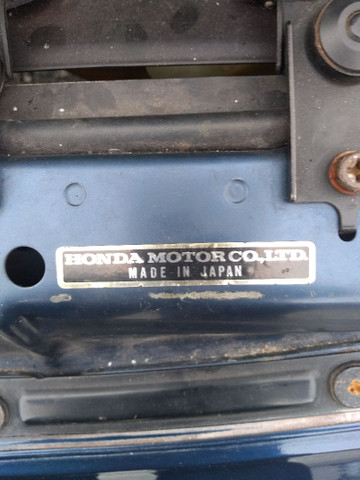 HONDA MOTOR CO., LTD.
MADE IN JAPAN